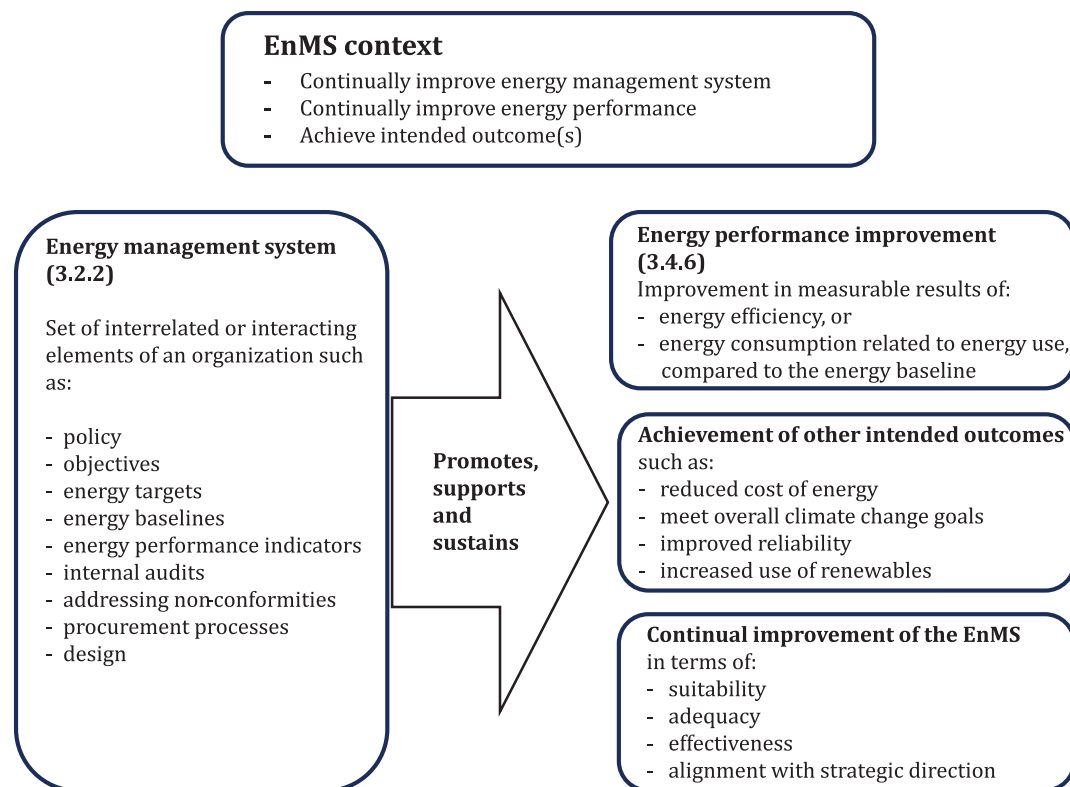 EnMS context
- Continually improve energy management system
- Continually improve energy performance
- Achieve intended outcome(s)
Energy management system
(3.2.2)
Set of interrelated or interacting
elements of an organization such
as:
- policy
- objectives
- energy targets
- energy baselines
- energy performance indicators
- internal audits
- addressing non-conformities
- procurement processes
- design
Promotes,
supports
and
sustains
Energy performance improvement
(3.4.6)
Improvement in measurable results of:
- energy efficiency, or
- energy consumption related to energy use,
compared to the energy baseline
Achievement of other intended outcomes
such as:
- reduced cost of energy
- meet overall climate change goals
- improved reliability
- increased use of renewables
Continual improvement of the EnMS
in terms of:
- suitability
- adequacy
- effectiveness
- alignment with strategic direction